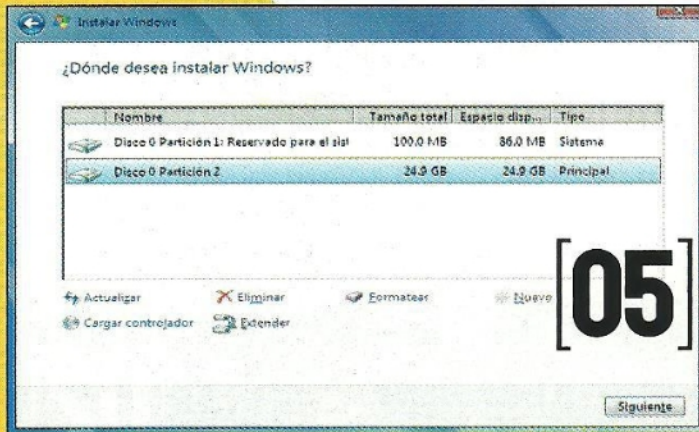 Instalar Windows
¿Dónde desea instalar Windows?
Nombre Tamaño total Espacio disp... Tipo
Disco 0 Partición 1: Reservado para el sist 100.0 MB 86.0 MB Sistema
Disco 0 Partición 2 24.9 GB 24.9 GB Principal
Actualizar Eliminar Formatear Nuevo
Cargar controlador Extender
[05]
Siguiente